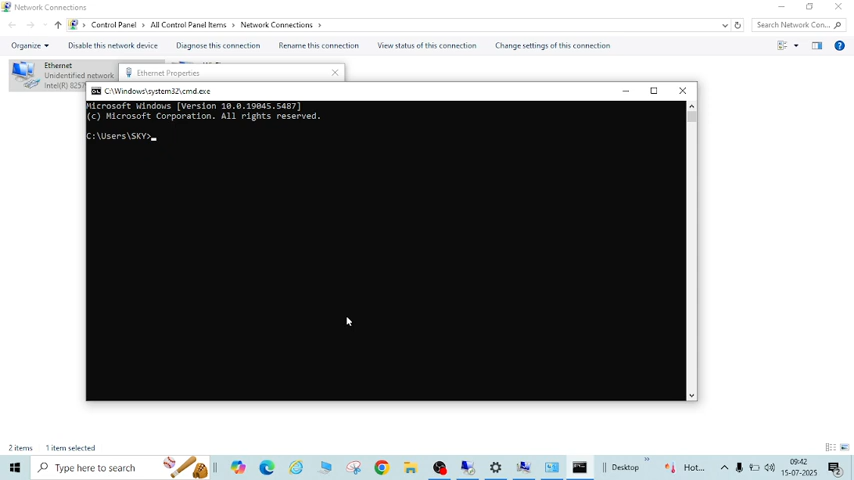 Network Connections
Control Panel > All Control Panel Items > Network Connections >
Search Network Con...
Organize Disable this network device Diagnose this connection Rename this connection View status of this connection Change settings of this connection
Ethernet
Unidentified network
Ethernet Properties
C:\Windows\system32\cmd.exe
Microsoft Windows [Version 10.0.19045.5487]
(c) Microsoft Corporation. All rights reserved.
C:\Users\SKY>
2 items 1 item selected
Type here to search
Desktop
Hot...
09:42
15-07-2025
2